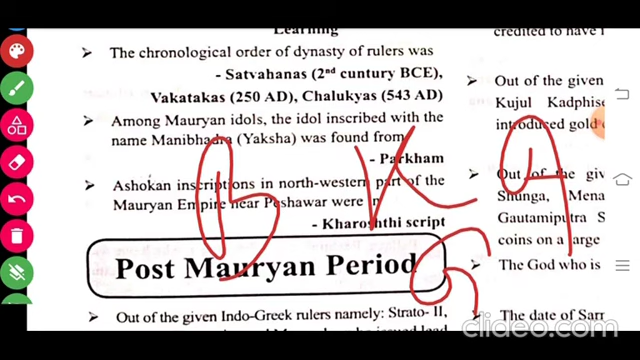 Learning
➤ The chronological order of dynasty of rulers was
- Satvahanas (2nd cuntury BCE),
Vakatakas (250 AD), Chalukyas (543 AD)
➤ Among Mauryan idols, the idol inscribed with the
name Manibhadra (Yaksha) was found from
- Parkham
➤ Ashokan inscriptions in north-western part of the
Mauryan Empire near Peshawar were in
- Kharoshthi script
Post Mauryan Period
➤ Out of the given Indo-Greek rulers namely: Strato- II,
credited to have
➤ Out of the given
Kujul Kadphise
introduced gold
➤ Out of the giv
Shunga, Mena
Gautamiputra S
coins on a large
➤ The God who is
➤ The date of
B K A
clideo.com